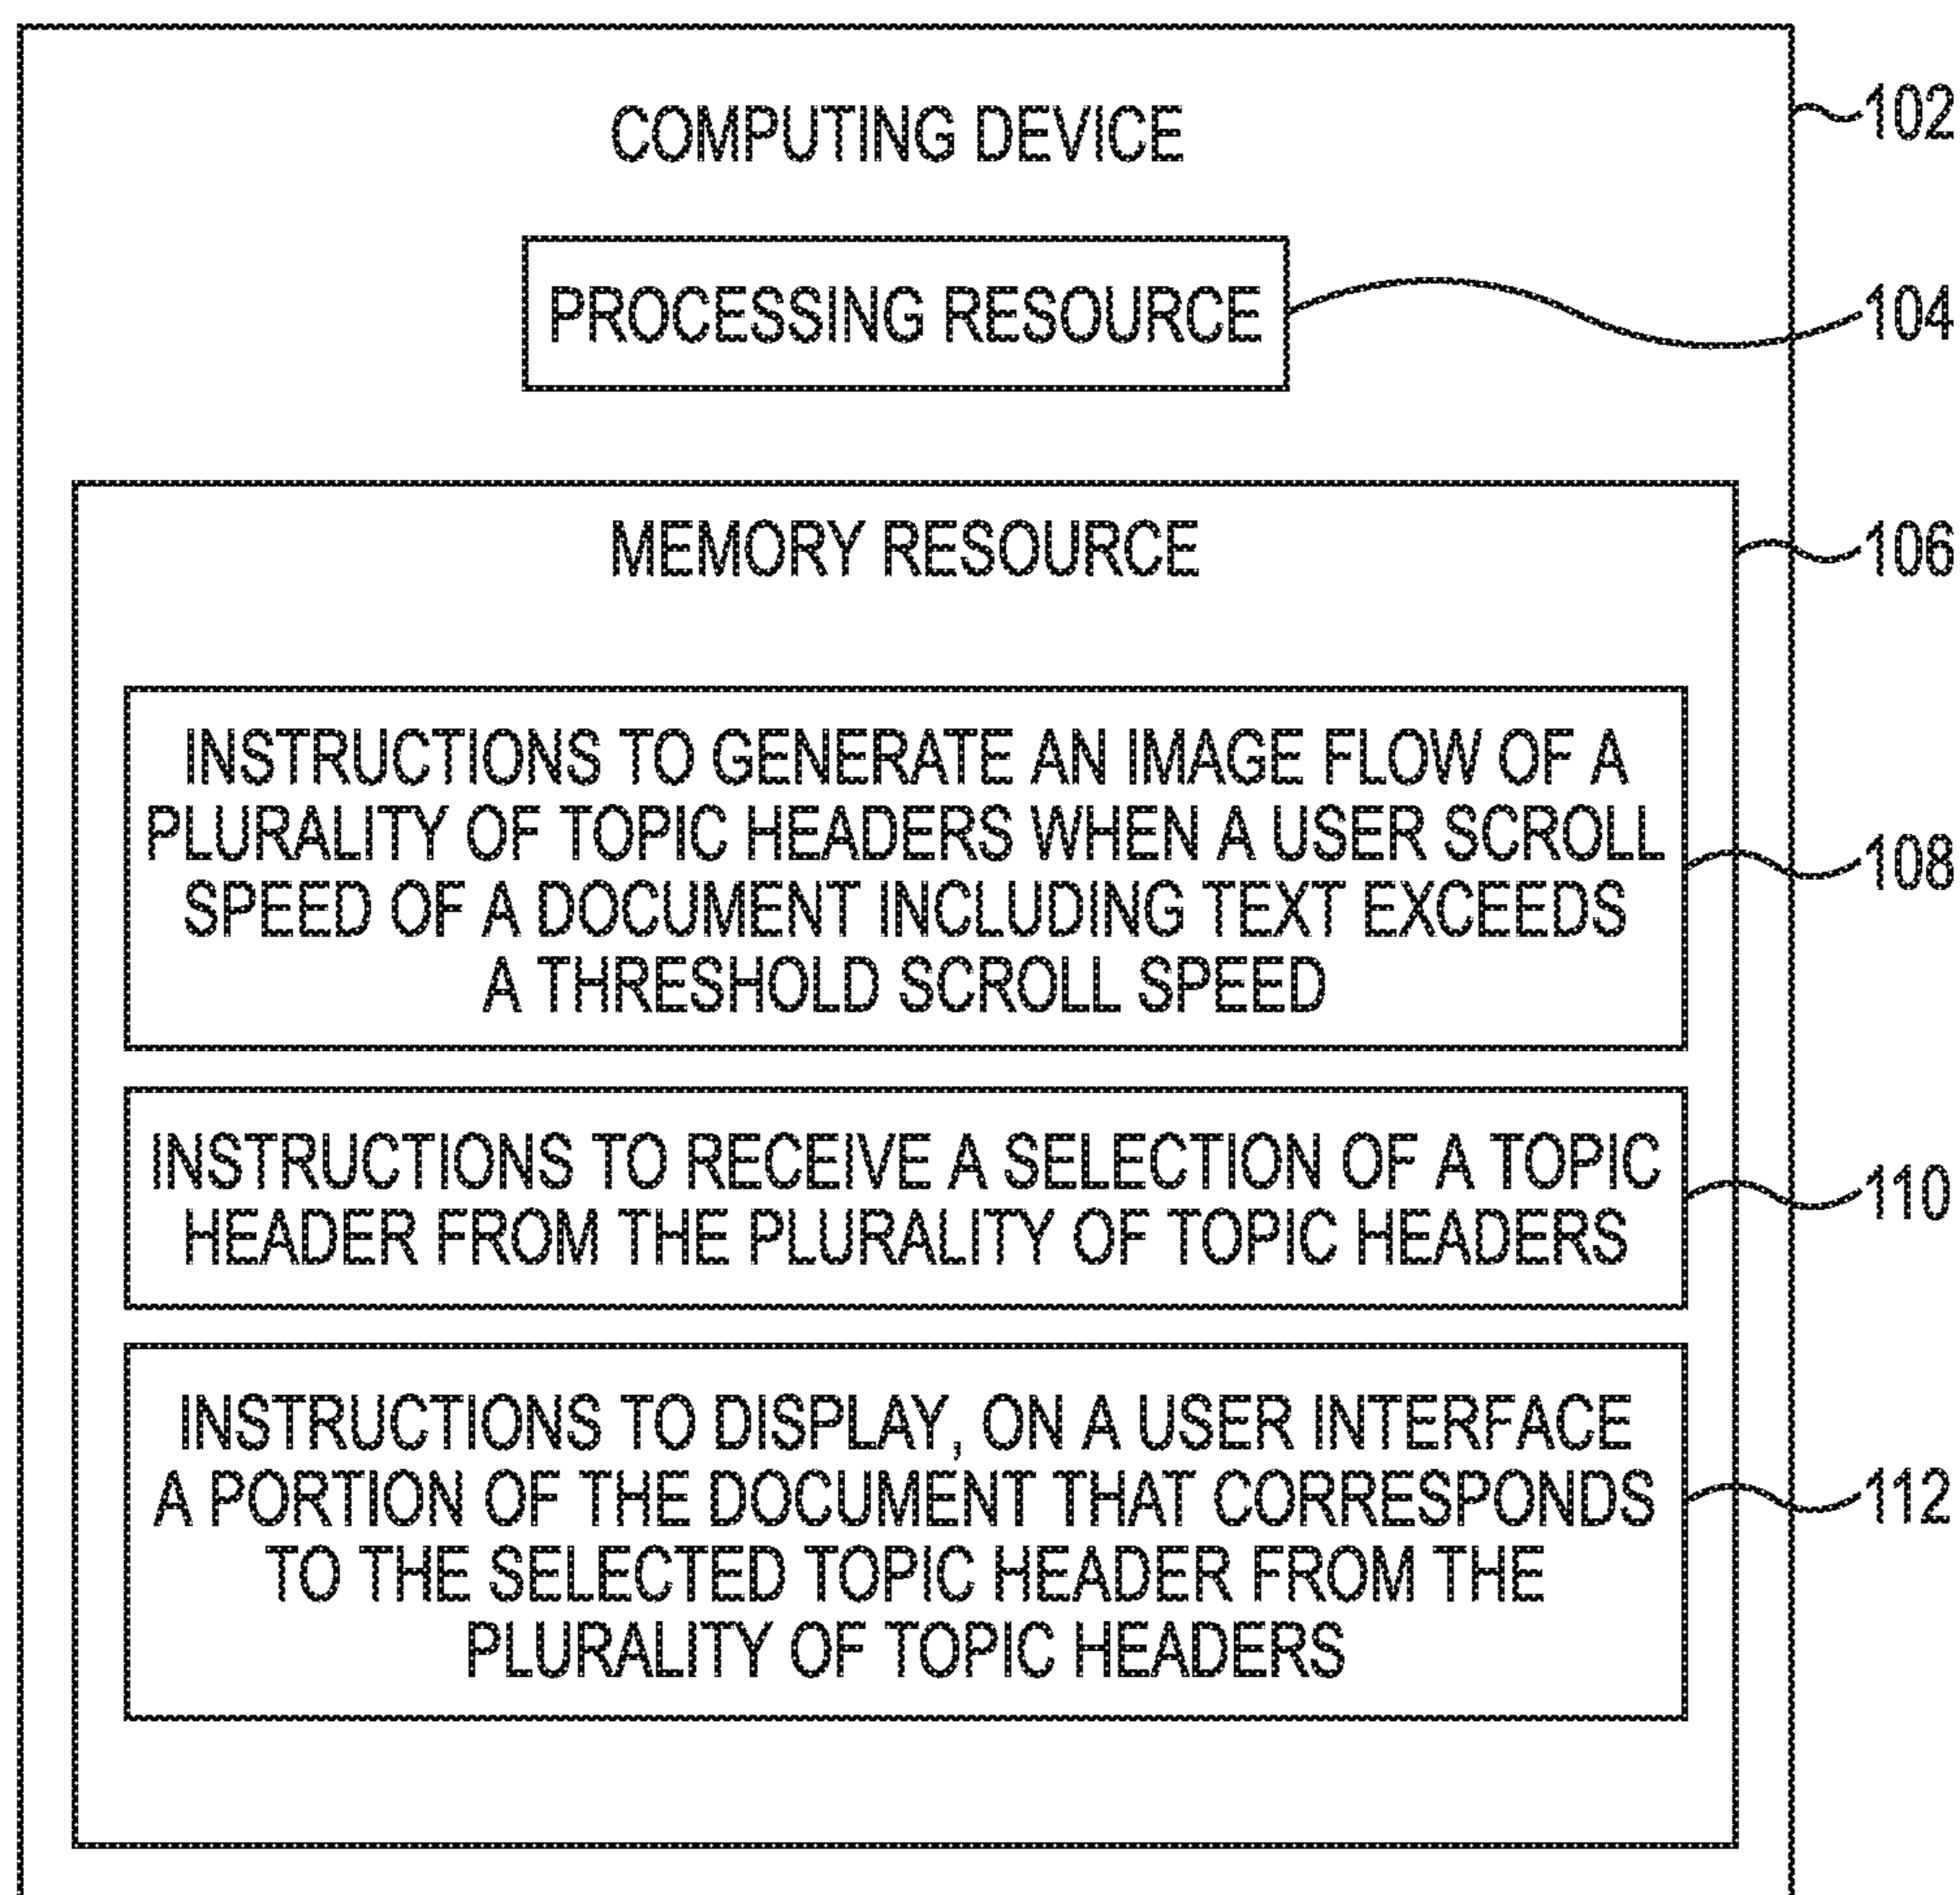 COMPUTING DEVICE
102
PROCESSING RESOURCE
104
MEMORY RESOURCE
106
INSTRUCTIONS TO GENERATE AN IMAGE FLOW OF A
PLURALITY OF TOPIC HEADERS WHEN A USER SCROLL
SPEED OF A DOCUMENT INCLUDING TEXT EXCEEDS
A THRESHOLD SCROLL SPEED
108
INSTRUCTIONS TO RECEIVE A SELECTION OF A TOPIC
HEADER FROM THE PLURALITY OF TOPIC HEADERS
110
INSTRUCTIONS TO DISPLAY, ON A USER INTERFACE
A PORTION OF THE DOCUMENT THAT CORRESPONDS
TO THE SELECTED TOPIC HEADER FROM THE
PLURALITY OF TOPIC HEADERS
112